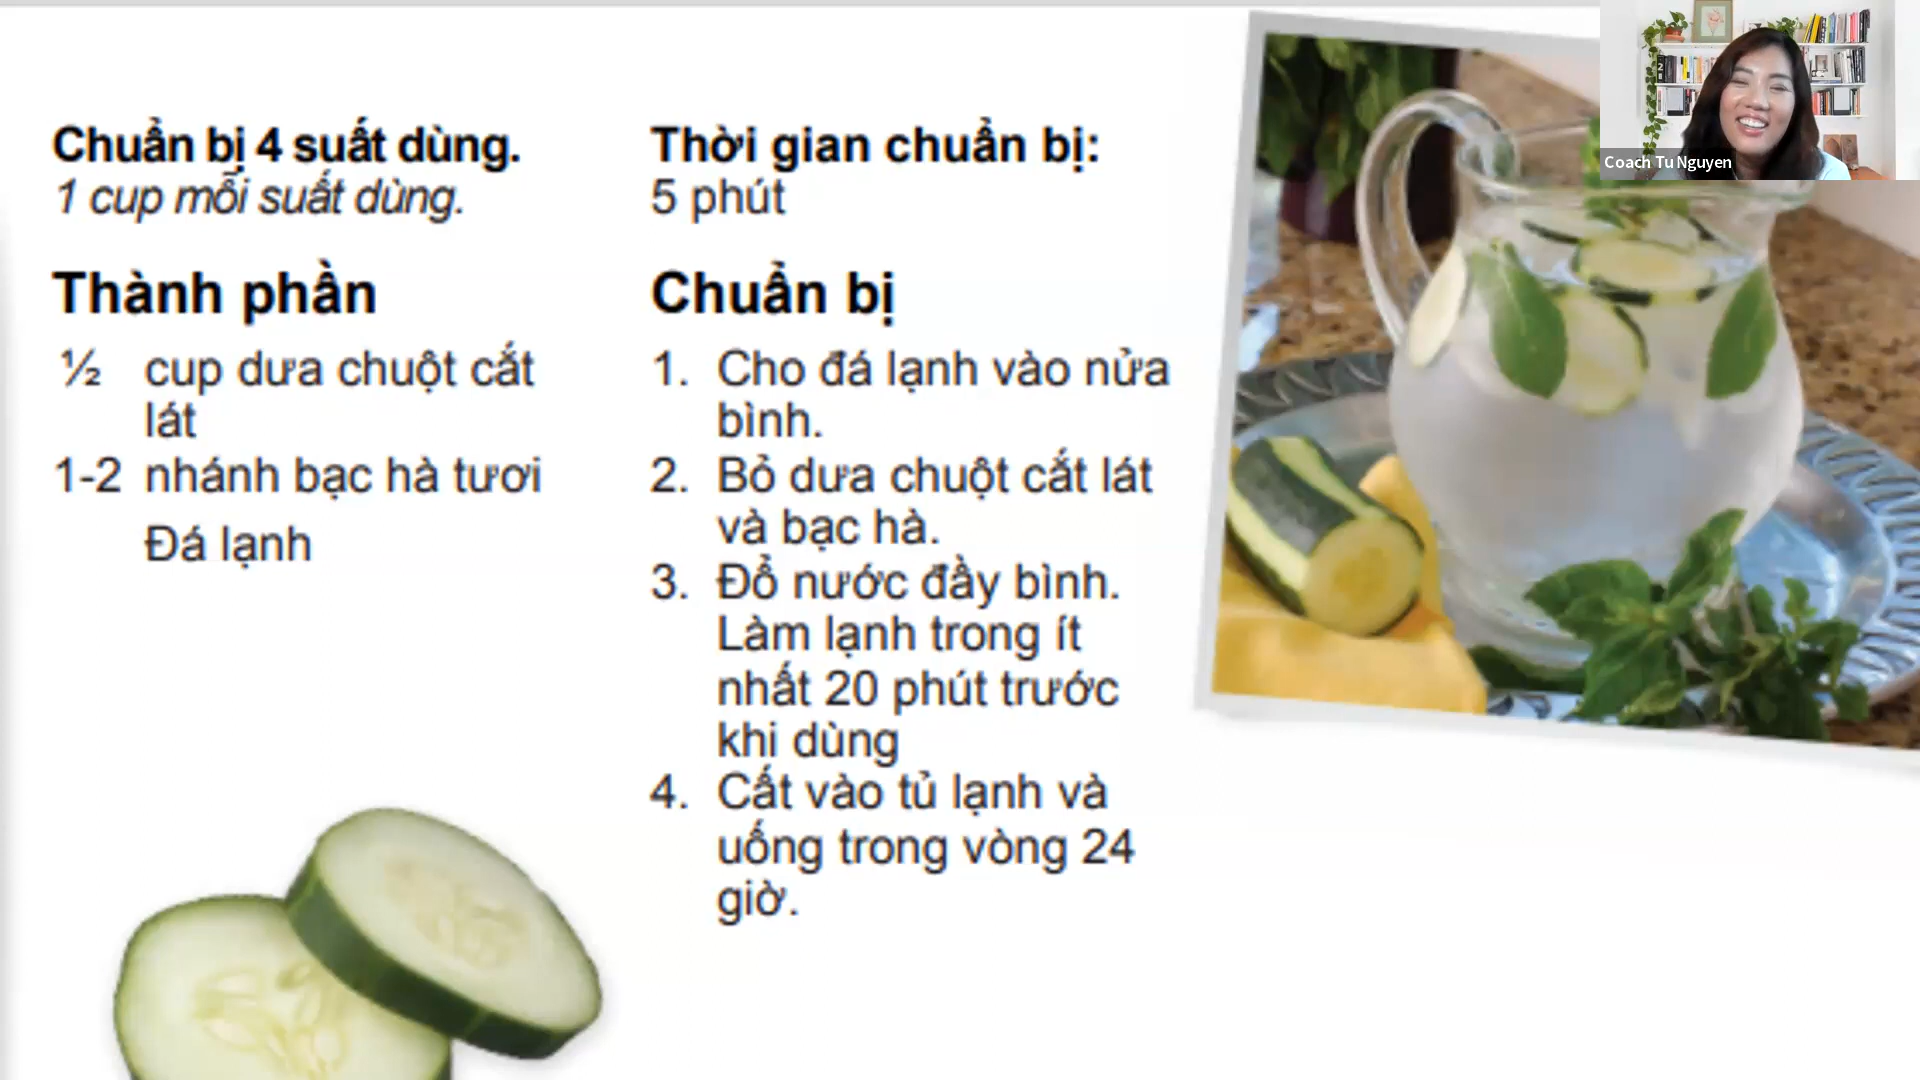 Chuẩn bị 4 suất dùng.
1 cup mỗi suất dùng.
Thành phần
½ cup dưa chuột cắt
lát
1-2 nhánh bạc hà tươi
Đá lạnh
Thời gian chuẩn bị:
5 phút
Chuẩn bị
1. Cho đá lạnh vào nửa
bình.
2. Bỏ dưa chuột cắt lát
và bạc hà.
3. Đổ nước đầy bình.
Làm lạnh trong ít
nhất 20 phút trước
khi dùng
4. Cất vào tủ lạnh và
uống trong vòng 24
giờ.
Coach Tu Nguyen